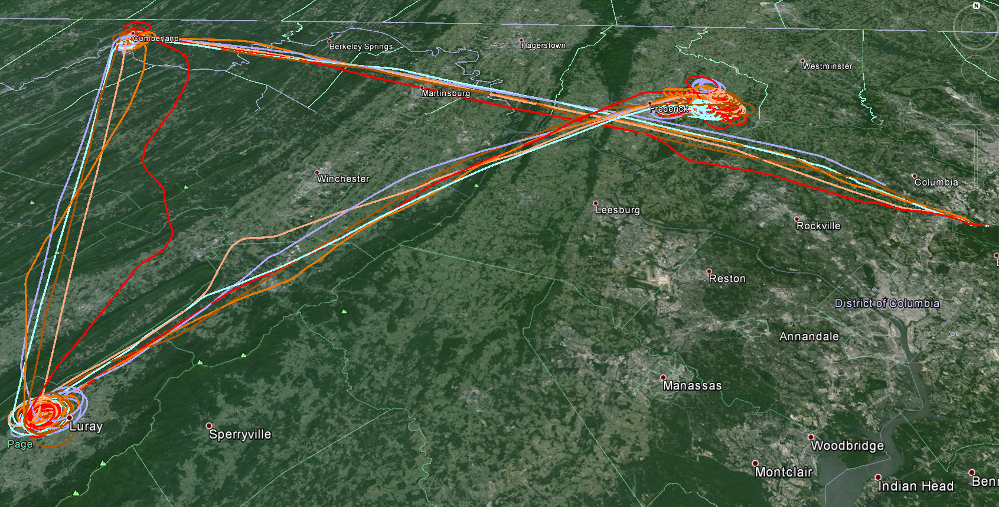 N
Cumberland
Berkeley Springs
Hagerstown
Westminster
Martinsburg
Frederick
Winchester
Columbia
Leesburg
Rockville
Reston
District of Columbia
Annandale
Manassas
Luray
Sperryville
Page
Woodbridge
Montclair
Indian Head